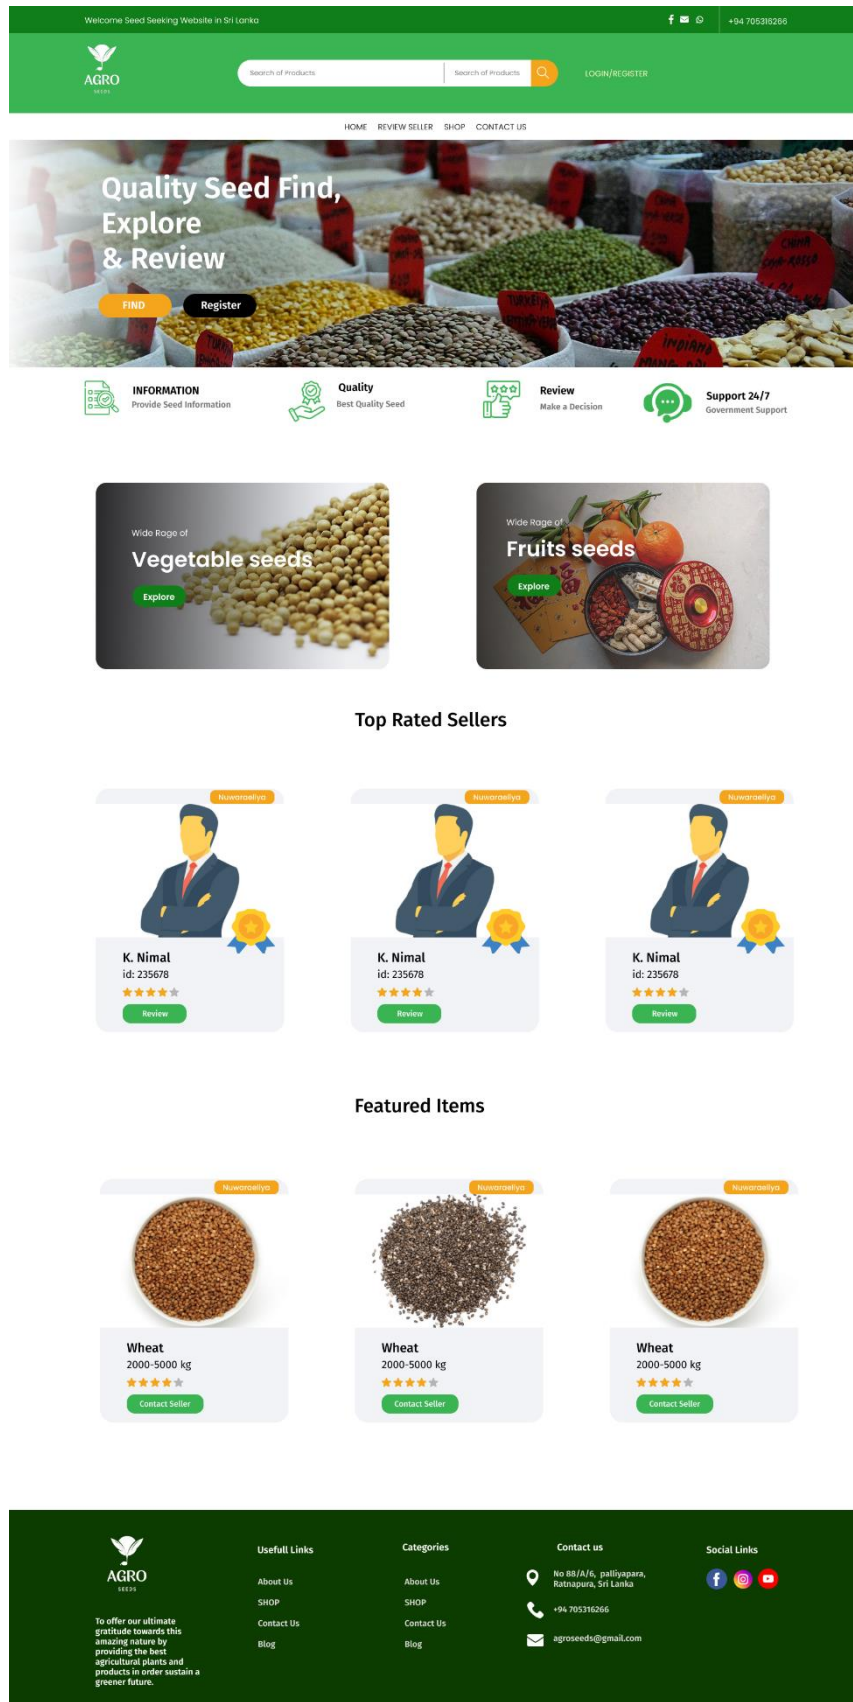 Welcome Seed Seeking Website in Sri Lanka
+94 705316266
AGRO
SEEDS
Search of Products
Search of Products
LOGIN/REGISTER
HOME REVIEW SELLER SHOP CONTACT US
Quality Seed Find,
Explore
& Review
FIND
Register
INFORMATION
Provide Seed Information
Quality
Best Quality Seed
Review
Make a Decision
Support 24/7
Government Support
Wide Rage of
Vegetable seeds
Explore
Wide Rage of
Fruits seeds
Explore
Top Rated Sellers
Nuwaraeliya
K. Nimal
id: 235678
Review
Nuwaraeliya
K. Nimal
id: 235678
Review
Nuwaraeliya
K. Nimal
id: 235678
Review
Featured Items
Nuwaraeliya
Wheat
2000-5000 kg
Contact Seller
Nuwaraeliya
Wheat
2000-5000 kg
Contact Seller
Nuwaraeliya
Wheat
2000-5000 kg
Contact Seller
AGRO
SEEDS
To offer our ultimate
gratitude towards this
amazing nature by
providing the best
agricultural plants and
products in order sustain a
greener future.
Usefull Links
About Us
SHOP
Contact Us
Blog
Categories
About Us
SHOP
Contact Us
Blog
Contact us
No 88/A/6, palliyapara,
Ratnapura, Sri Lanka
+94 705316266
agroseeds@gmail.com
Social Links